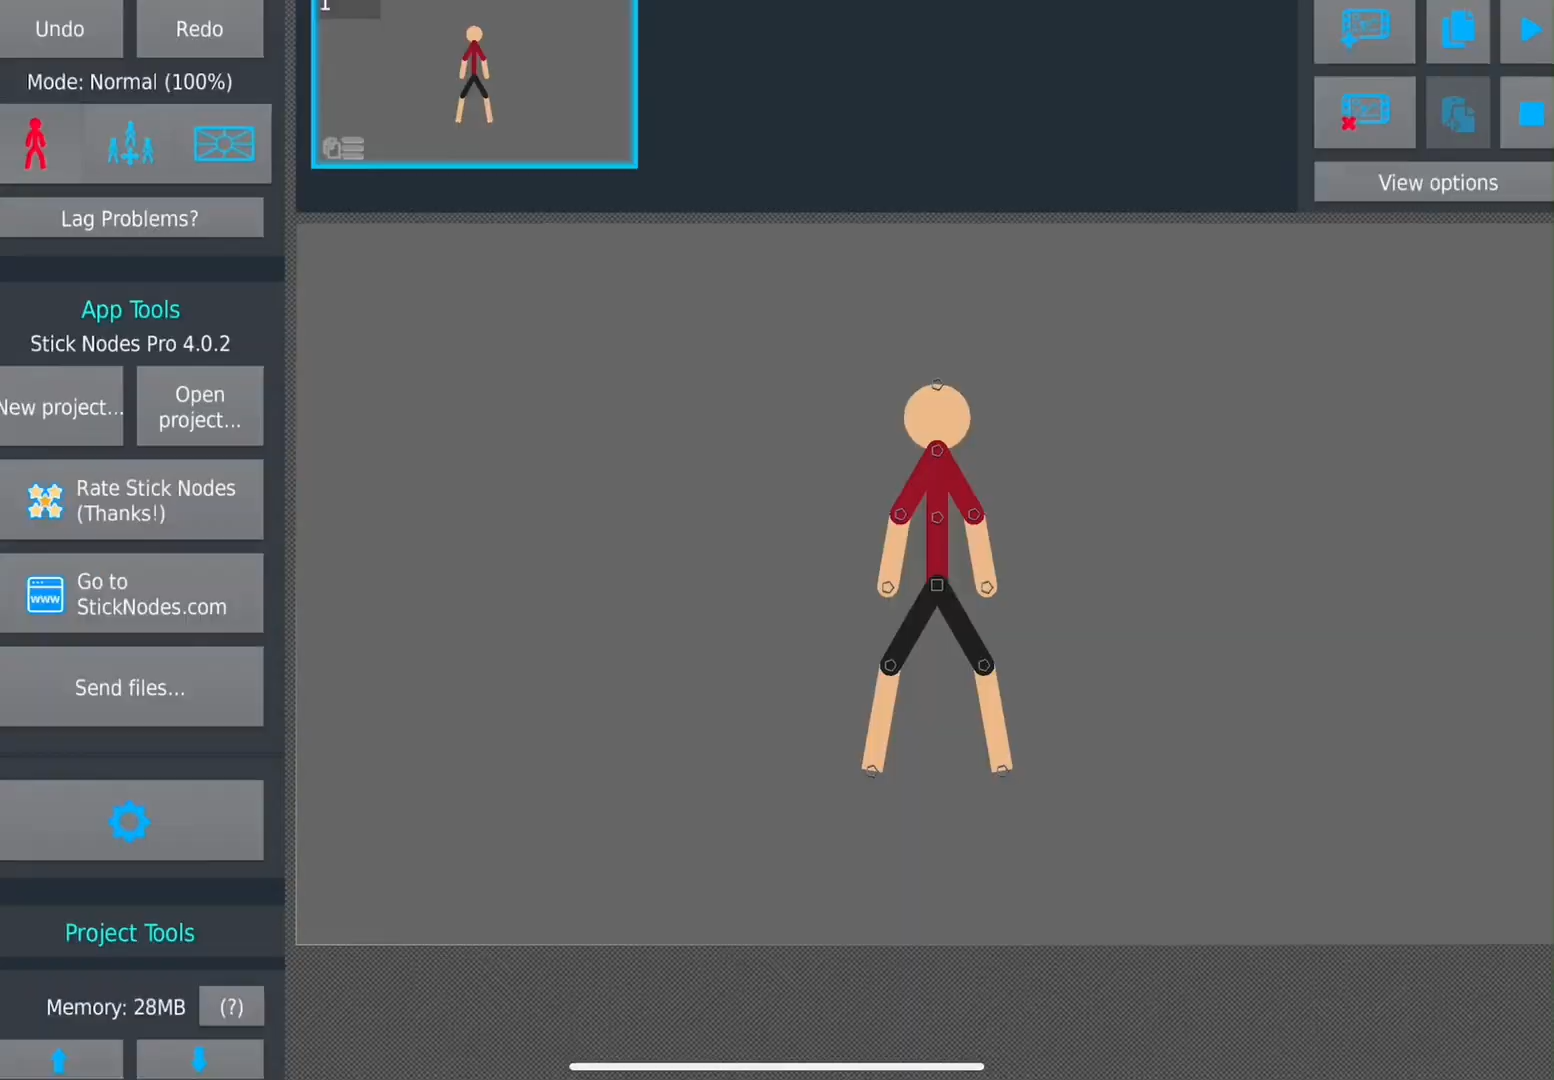 Undo
Redo
1
Mode: Normal (100%)
Lag Problems?
View options
App Tools
Stick Nodes Pro 4.0.2
New project...
Open
project...
Rate Stick Nodes
(Thanks!)
www
Go to
StickNodes.com
Send files...
Project Tools
Memory: 28MB
(?)